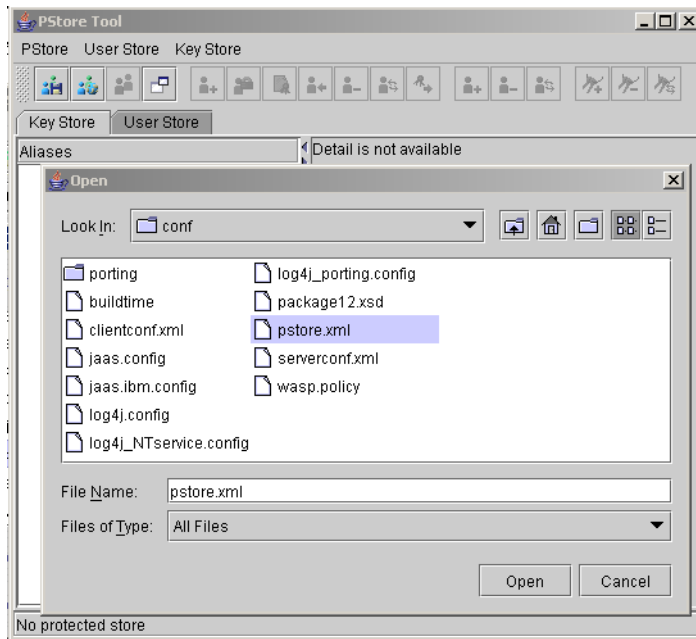 PStore Tool
PStore User Store Key Store
Key Store User Store
Aliases Detail is not available
Open
Look In: conf
porting log4j_porting.config
buildtime package12.xsd
clientconf.xml pstore.xml
jaas.config serverconf.xml
jaas.ibm.config wasp.policy
log4j.config
log4j_NTservice.config
File Name: pstore.xml
Files of Type: All Files
Open Cancel
No protected store